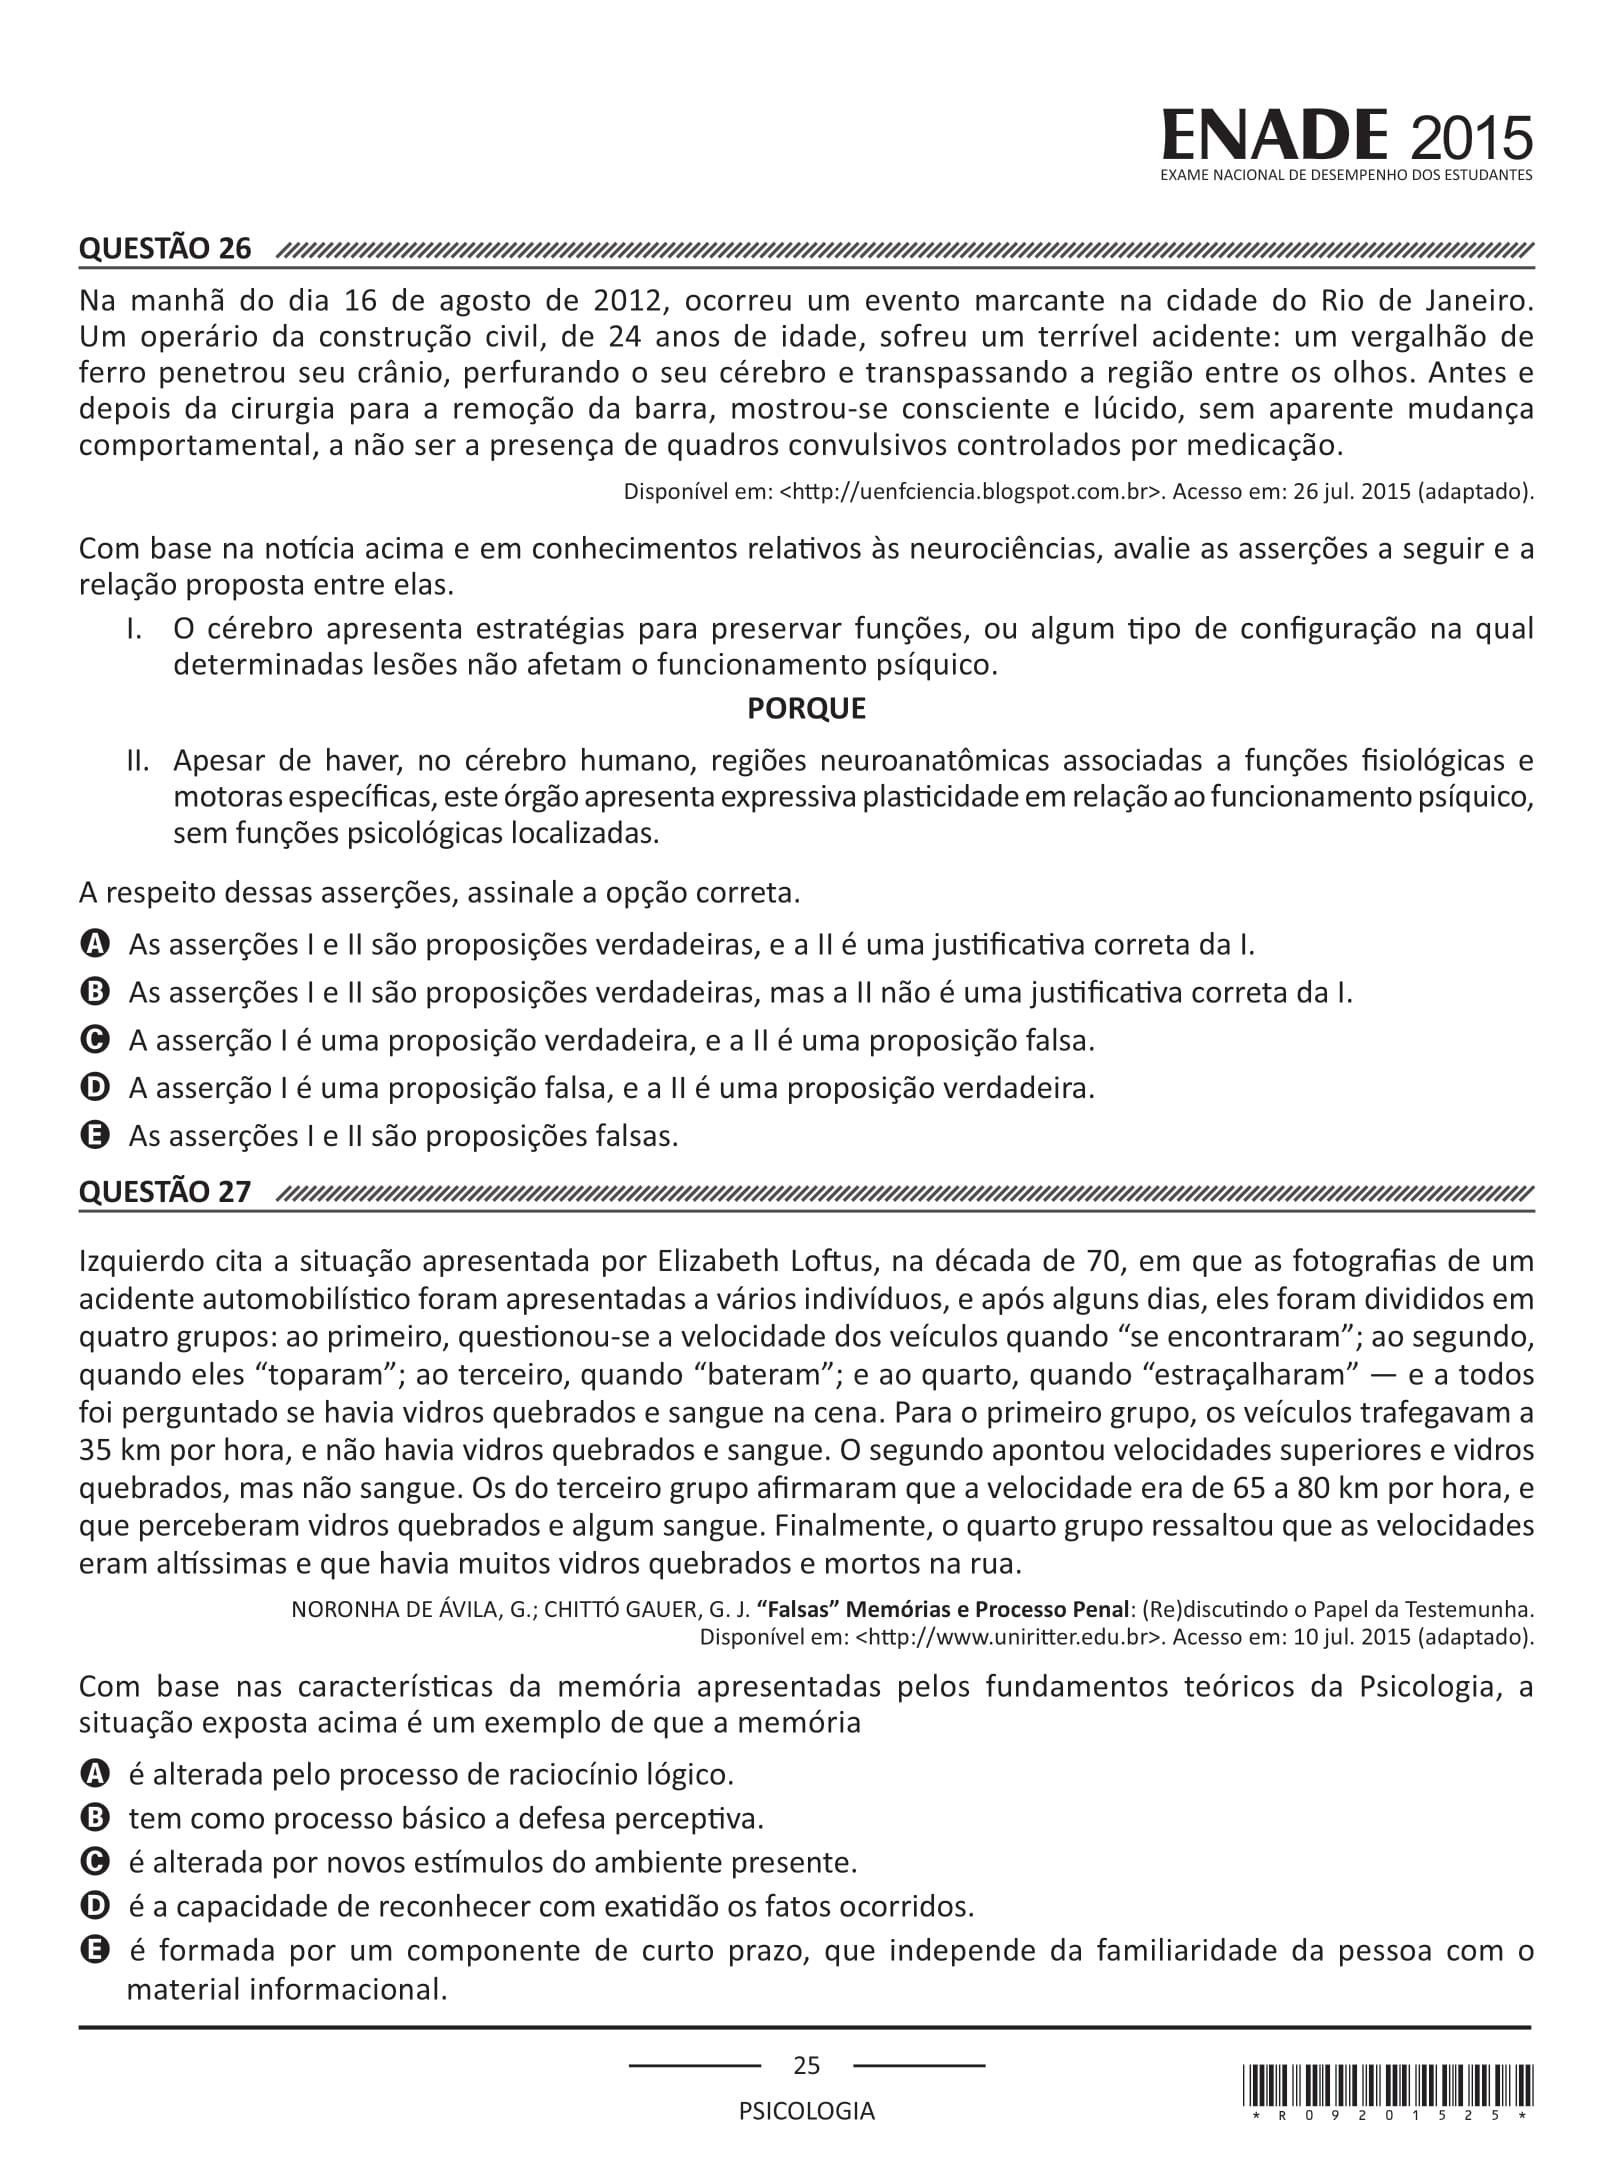 ENADE 2015
EXAME NACIONAL DE DESEMPENHO DOS ESTUDANTES
QUESTÃO 26
Na manhã do dia 16 de agosto de 2012, ocorreu um evento marcante na cidade do Rio de Janeiro.
Um operário da construção civil, de 24 anos de idade, sofreu um terrível acidente: um vergalhão de
ferro penetrou seu crânio, perfurando o seu cérebro e transpassando a região entre os olhos. Antes e
depois da cirurgia para a remoção da barra, mostrou-se consciente e lúcido, sem aparente mudança
comportamental, a não ser a presença de quadros convulsivos controlados por medicação.
Disponível em: <http://uenfciencia.blogspot.com.br>. Acesso em: 26 jul. 2015 (adaptado).
Com base na notícia acima e em conhecimentos relativos às neurociências, avalie as asserções a seguir e a
relação proposta entre elas.
I. O cérebro apresenta estratégias para preservar funções, ou algum tipo de configuração na qual
determinadas lesões não afetam o funcionamento psíquico.
PORQUE
II. Apesar de haver, no cérebro humano, regiões neuroanatômicas associadas a funções fisiológicas e
motoras específicas, este órgão apresenta expressiva plasticidade em relação ao funcionamento psíquico,
sem funções psicológicas localizadas.
A respeito dessas asserções, assinale a opção correta.
A As asserções I e II são proposições verdadeiras, e a II é uma justificativa correta da I.
B As asserções I e II são proposições verdadeiras, mas a II não é uma justificativa correta da I.
C A asserção I é uma proposição verdadeira, e a II é uma proposição falsa.
D A asserção I é uma proposição falsa, e a II é uma proposição verdadeira.
E As asserções I e II são proposições falsas.
QUESTÃO 27
Izquierdo cita a situação apresentada por Elizabeth Loftus, na década de 70, em que as fotografias de um
acidente automobilístico foram apresentadas a vários indivíduos, e após alguns dias, eles foram divididos em
quatro grupos: ao primeiro, questionou-se a velocidade dos veículos quando “se encontraram”; ao segundo,
quando eles “toparam”; ao terceiro, quando “bateram”; e ao quarto, quando “estraçalharam” — e a todos
foi perguntado se havia vidros quebrados e sangue na cena. Para o primeiro grupo, os veículos trafegavam a
35 km por hora, e não havia vidros quebrados e sangue. O segundo apontou velocidades superiores e vidros
quebrados, mas não sangue. Os do terceiro grupo afirmaram que a velocidade era de 65 a 80 km por hora, e
que perceberam vidros quebrados e algum sangue. Finalmente, o quarto grupo ressaltou que as velocidades
eram altíssimas e que havia muitos vidros quebrados e mortos na rua.
NORONHA DE ÁVILA, G.; CHITTÓ GAUER, G. J. “Falsas” Memórias e Processo Penal: (Re)discutindo o Papel da Testemunha.
Disponível em: <http://www.uniritter.edu.br>. Acesso em: 10 jul. 2015 (adaptado).
Com base nas características da memória apresentadas pelos fundamentos teóricos da Psicologia, a
situação exposta acima é um exemplo de que a memória
A é alterada pelo processo de raciocínio lógico.
B tem como processo básico a defesa perceptiva.
C é alterada por novos estímulos do ambiente presente.
D é a capacidade de reconhecer com exatidão os fatos ocorridos.
E é formada por um componente de curto prazo, que independe da familiaridade da pessoa com o
material informacional.
25
PSICOLOGIA
* R 0 9 2 0 1 5 2 5 *